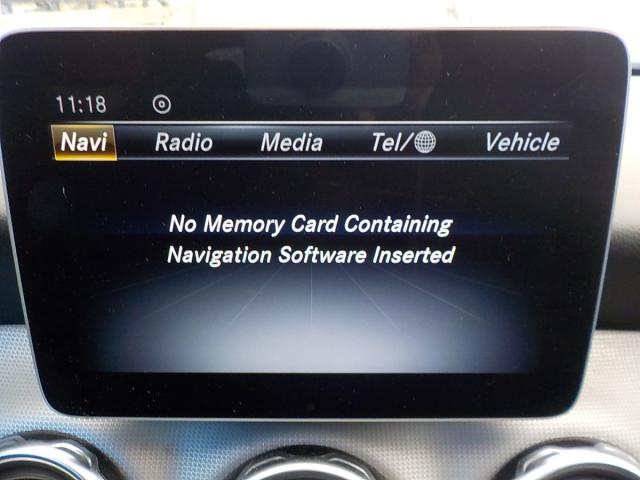 11:18
Navi Radio Media Tel/ Vehicle
No Memory Card Containing
Navigation Software Inserted